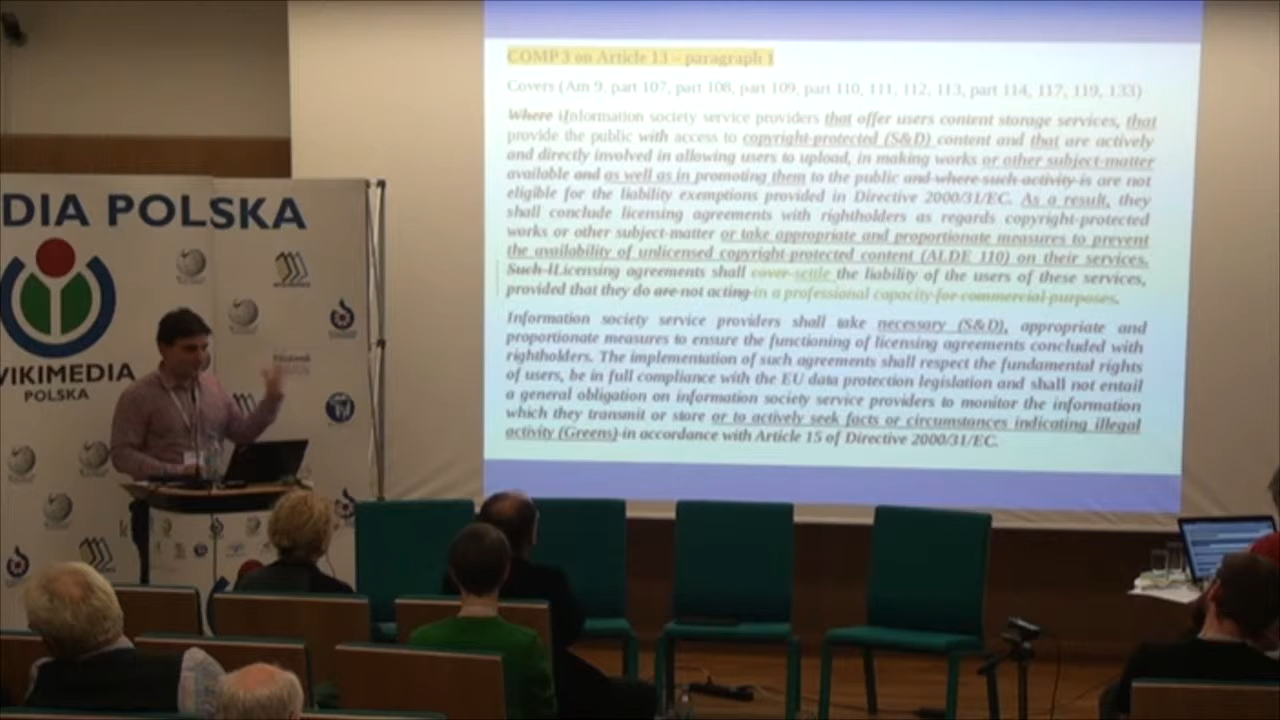 COMP 3 on Article 13 – paragraph 1
Covers (Am 9, part 107, part 108, part 109, part 110, 111, 112, 113, part 114, 117, 119, 133)
Where iInformation society service providers that offer users content storage services, that
provide the public with access to copyright-protected (S&D) content and that are actively
and directly involved in allowing users to upload, in making works or other subject-matter
available and as well as in promoting them to the public and where such activity is are not
eligible for the liability exemptions provided in Directive 2000/31/EC. As a result, they
shall conclude licensing agreements with rightholders as regards copyright-protected
works or other subject-matter or take appropriate and proportionate measures to prevent
the availability of unlicensed copyright-protected content (ALDE 110) on their services.
Such lLicensing agreements shall cover settle the liability of the users of these services,
provided that they do are not acting in a professional capacity for commercial purposes.
Information society service providers shall take necessary (S&D), appropriate and
proportionate measures to ensure the functioning of licensing agreements concluded with
rightholders. The implementation of such agreements shall respect the fundamental rights
of users, be in full compliance with the EU data protection legislation and shall not entail
a general obligation on information society service providers to monitor the information
which they transmit or store or to actively seek facts or circumstances indicating illegal
activity (Greens) in accordance with Article 15 of Directive 2000/31/EC.
DIA POLSKA
VIKIMEDIA
POLSKA